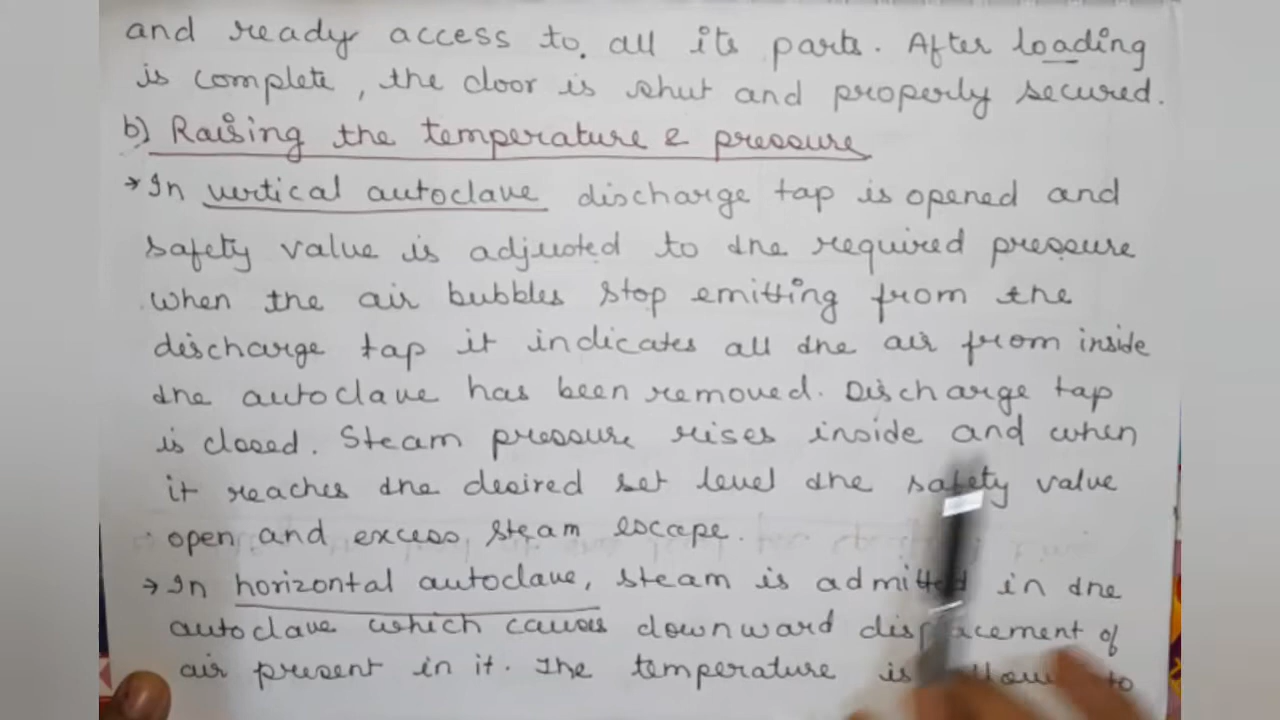 and ready access to all its parts. After loading
is complete, the door is shut and properly secured.
b) Raising the temperature & pressure
→ In vertical autoclave discharge tap is opened and
safety value is adjusted to the required pressure
when the air bubbles stop emitting from the
discharge tap it indicates all the air from inside
the autoclave has been removed. Discharge tap
is closed. Steam pressure rises inside and when
it reaches the desired set level the safety value
open and excess steam escape.
→ In horizontal autoclave, steam is admitted in the
autoclave which causes downward displacement of
air present in it. The temperature is to